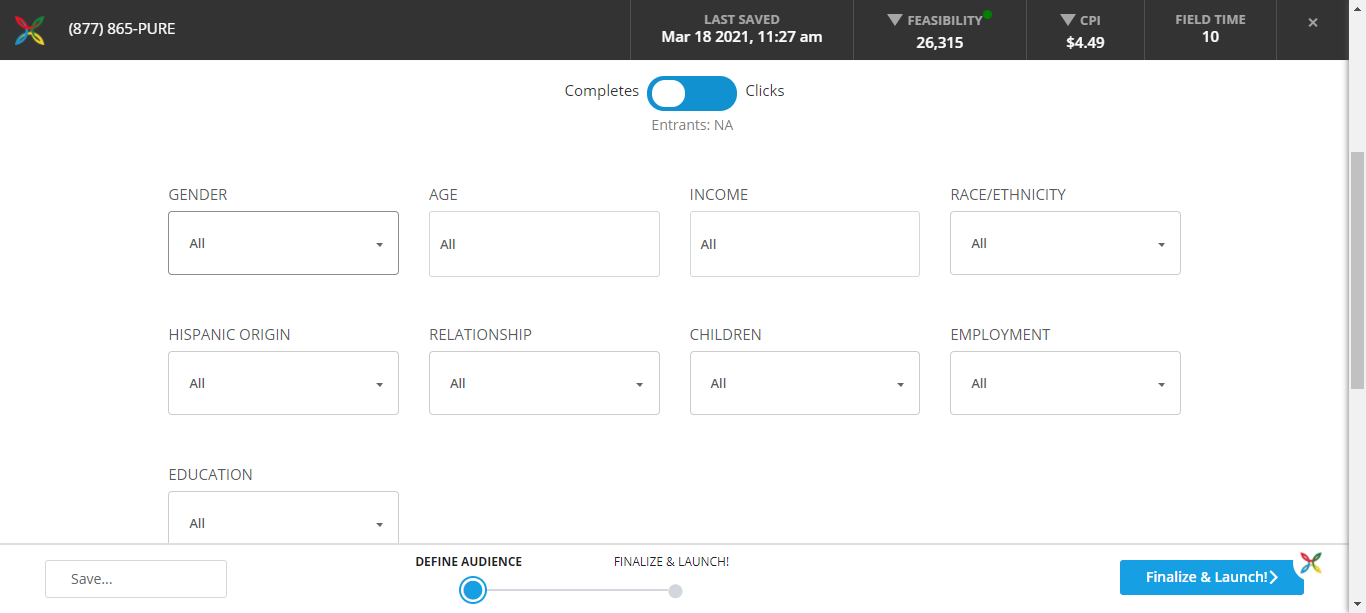 (877) 865-PURE
LAST SAVED
Mar 18 2021, 11:27 am
FEASIBILITY
26,315
CPI
$4.49
FIELD TIME
10
Completes
Clicks
Entrants: NA
GENDER
AGE
INCOME
RACE/ETHNICITY
All
All
All
All
HISPANIC ORIGIN
RELATIONSHIP
CHILDREN
EMPLOYMENT
All
All
All
All
EDUCATION
All
DEFINE AUDIENCE
FINALIZE & LAUNCH!
Save...
Finalize & Launch!